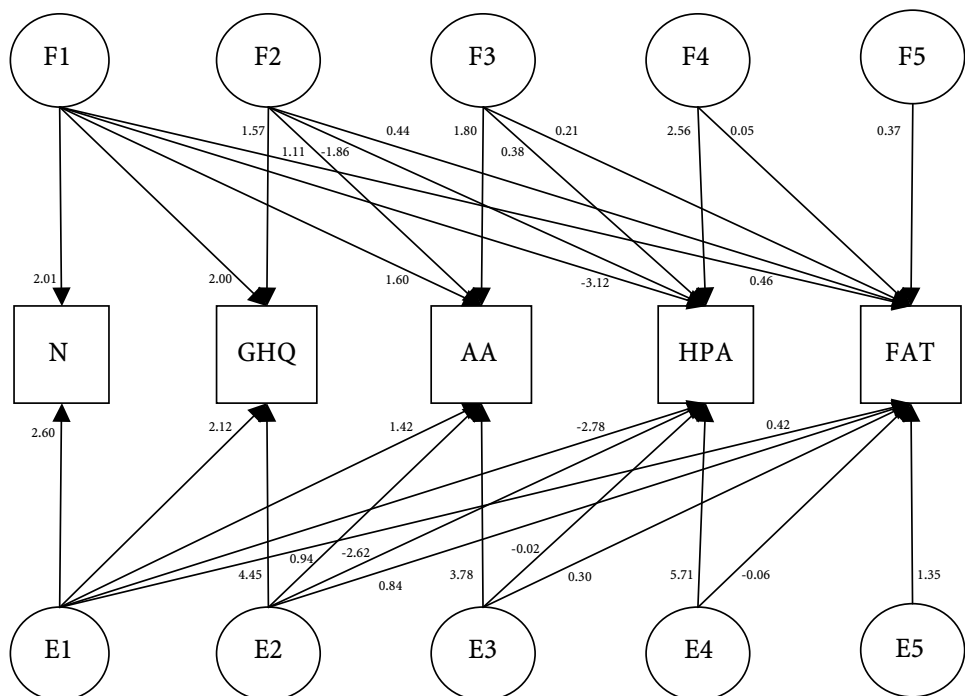 F1 F2 F3 F4 F5
1.57 0.44 1.80 0.21 2.56 0.05 0.37
1.11 -1.86 0.38
2.01 2.00 1.60 -3.12 0.46
N GHQ AA HPA FAT
2.60 2.12 1.42 -2.78 0.42
0.94 -2.62 -0.02
4.45 0.84 3.78 0.30 5.71 -0.06 1.35
E1 E2 E3 E4 E5